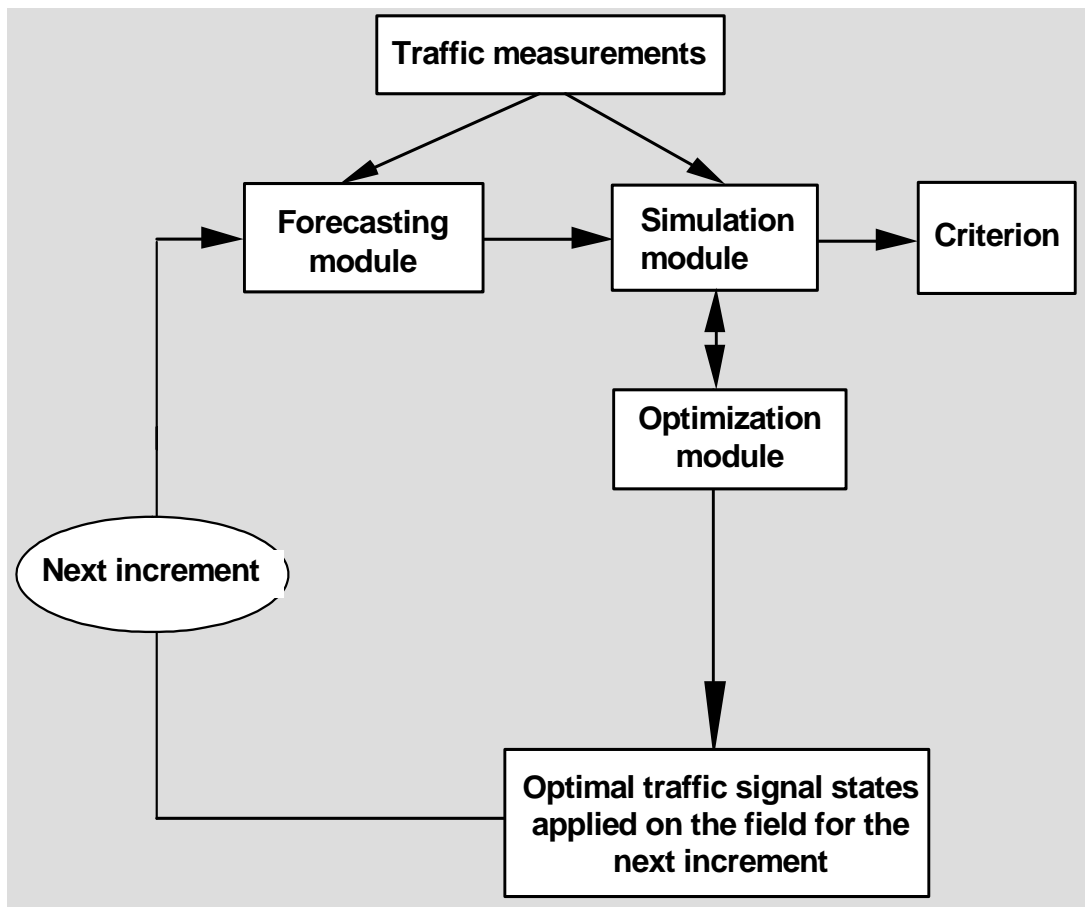 Traffic measurements
Forecasting
module
Simulation
module
Criterion
Optimization
module
Next increment
Optimal traffic signal states
applied on the field for the
next increment